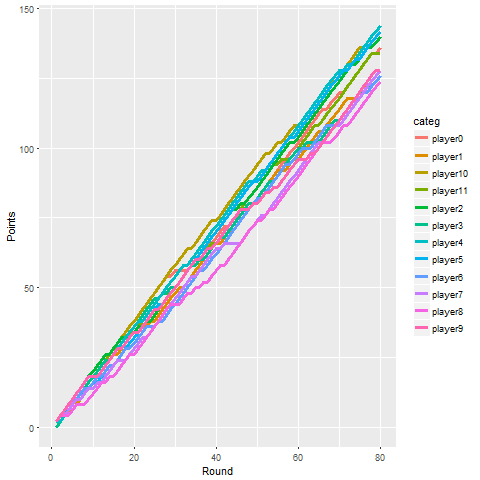 150
100
50
0
Points
0
20
40
60
80
Round
categ
player0
player1
player10
player11
player2
player3
player4
player5
player6
player7
player8
player9